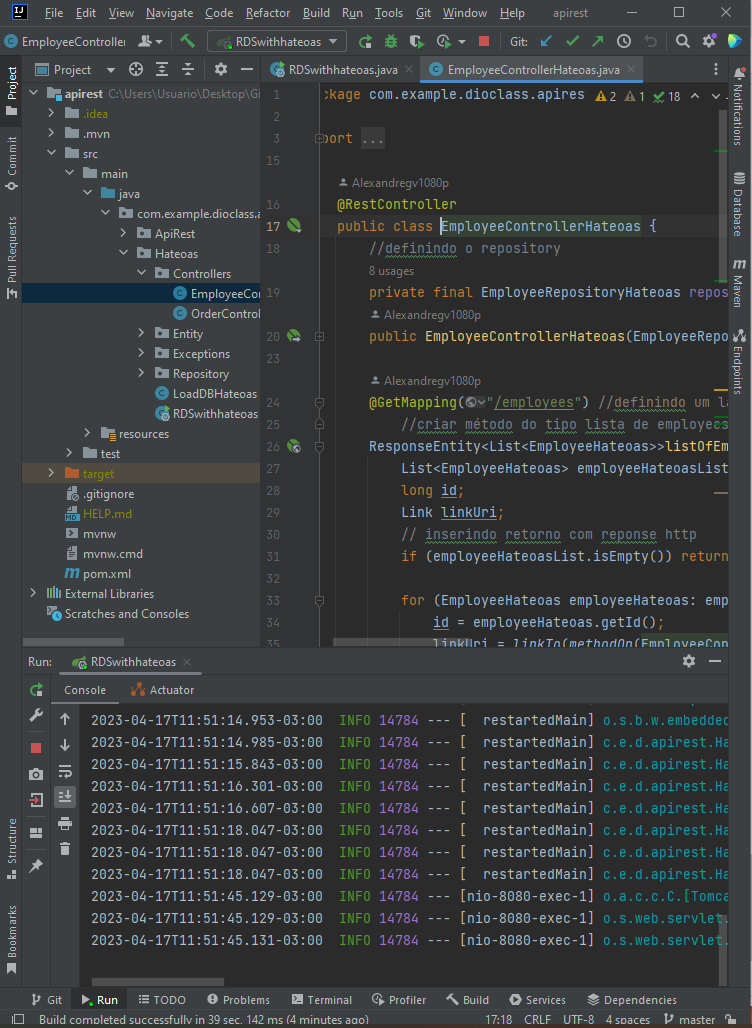 File Edit View Navigate Code Refactor Build Run Tools Git Window Help apirest
EmployeeController RDSwithhateoas Git:
Project
Project
Commit
Pull Requests
Structure
Bookmarks
apirest C:\Users\Usuario\Desktop\Gi
.idea
.mvn
src
main
java
com.example.dioclass.a
ApiRest
Hateoas
Controllers
EmployeeCo
OrderControl
Entity
Exceptions
Repository
LoadDBHateoas
RDSwithhateoas
resources
test
target
.gitignore
HELP.md
mvnw
mvnw.cmd
pom.xml
External Libraries
Scratches and Consoles
RDSwithhateoas.java EmployeeControllerHateoas.java
1 ckage com.example.dioclass.apires 2 1 18
2
3 port ...
15
Alexandregv1080p
16 @RestController
17 public class EmployeeControllerHateoas {
18 //definindo o repository
8 usages
19 private final EmployeeRepositoryHateoas repos
Alexandregv1080p
20 public EmployeeControllerHateoas(EmployeeRepo
23
Alexandregv1080p
24 @GetMapping("/employees") //definindo um la
25 //criar método do tipo lista de employees
26 ResponseEntity<List<EmployeeHateoas>>listOfEm
27 List<EmployeeHateoas> employeeHateoasList
28 long id;
29 Link linkUri;
30 // inserindo retorno com reponse http
31 if (employeeHateoasList.isEmpty()) return
32
33 for (EmployeeHateoas employeeHateoas: emp
34 id = employeeHateoas.getId();
35 linkUri = linkTo(methodOn(EmployeeCon
Notifications
Database
Maven
Endpoints
Run: RDSwithhateoas
Console Actuator
2023-04-17T11:51:14.953-03:00 INFO 14784 --- [ restartedMain] o.s.b.w.embedded
2023-04-17T11:51:14.985-03:00 INFO 14784 --- [ restartedMain] c.e.d.apirest.Ha
2023-04-17T11:51:15.843-03:00 INFO 14784 --- [ restartedMain] c.e.d.apirest.Ha
2023-04-17T11:51:16.301-03:00 INFO 14784 --- [ restartedMain] c.e.d.apirest.Ha
2023-04-17T11:51:16.607-03:00 INFO 14784 --- [ restartedMain] c.e.d.apirest.Ha
2023-04-17T11:51:18.047-03:00 INFO 14784 --- [ restartedMain] c.e.d.apirest.Ha
2023-04-17T11:51:18.047-03:00 INFO 14784 --- [ restartedMain] c.e.d.apirest.Ha
2023-04-17T11:51:18.047-03:00 INFO 14784 --- [ restartedMain] c.e.d.apirest.Ha
2023-04-17T11:51:45.129-03:00 INFO 14784 --- [nio-8080-exec-1] o.a.c.c.C.[Tomca
2023-04-17T11:51:45.129-03:00 INFO 14784 --- [nio-8080-exec-1] o.s.web.servlet.
2023-04-17T11:51:45.131-03:00 INFO 14784 --- [nio-8080-exec-1] o.s.web.servlet.
Git Run TODO Problems Terminal Profiler Build Services Dependencies
Build completed successfully in 39 sec, 142 ms (4 minutes ago) 17:18 CRLF UTF-8 4 spaces master